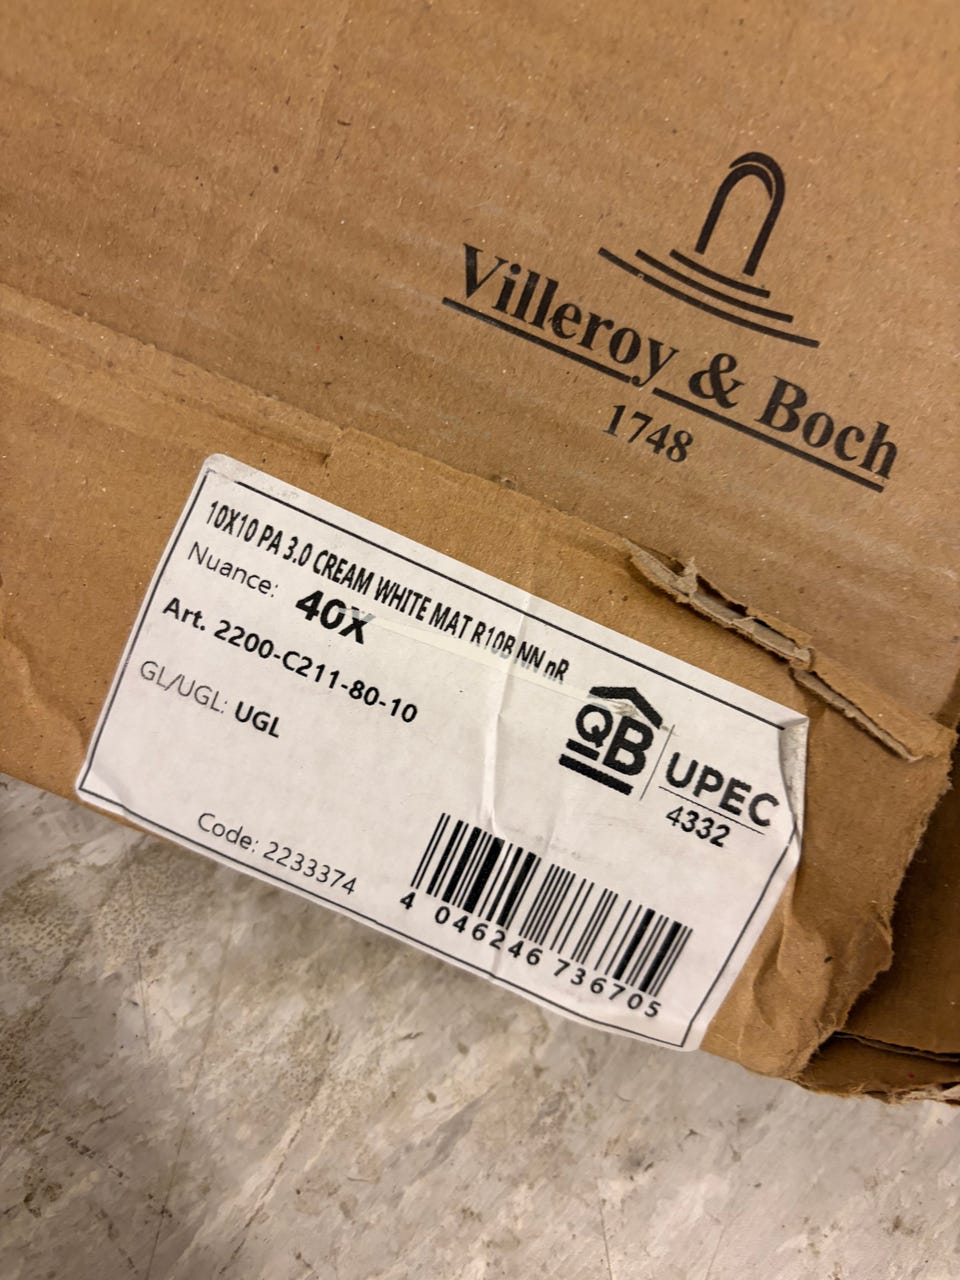 Villeroy & Boch
1748
10X10 PA 3.0 CREAM WHITE MAT R10B NN nR
Nuance: 40X
Art. 2200-C211-80-10
GL/UGL: UGL
QB UPEC
4332
Code: 2233374
4 046246 736705